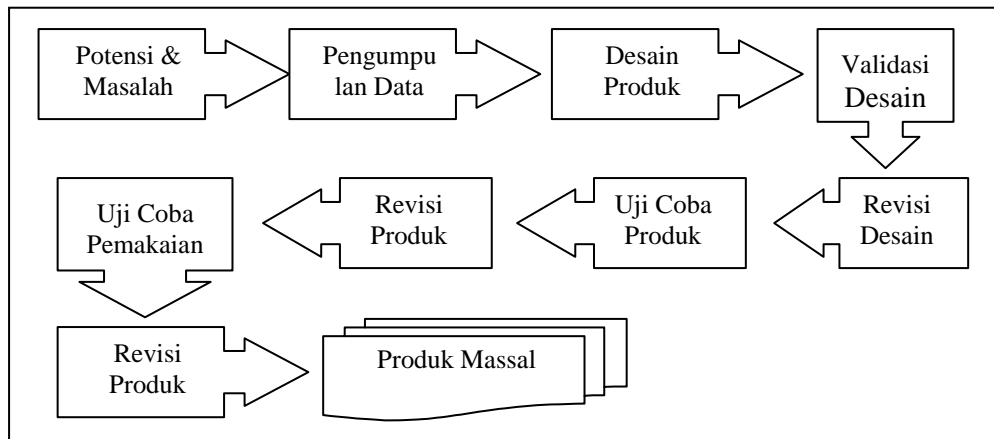 Potensi &
Masalah
Pengumpu
lan Data
Desain
Produk
Validasi
Desain
Revisi
Desain
Uji Coba
Produk
Revisi
Produk
Uji Coba
Pemakaian
Revisi
Produk
Produk Massal